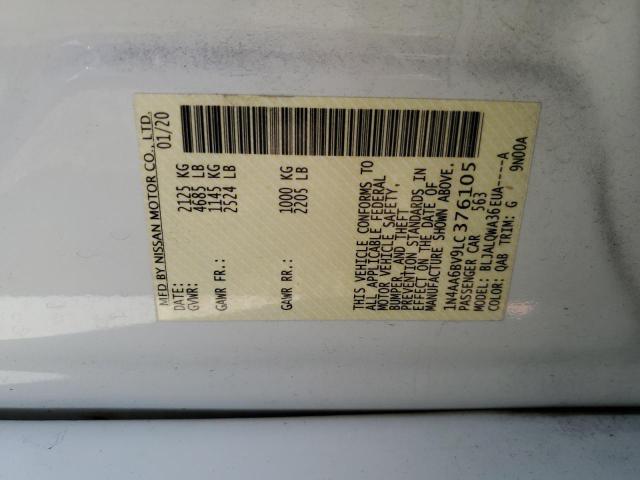 MFD BY NISSAN MOTOR CO., LTD.
DATE: 01/20
GVWR: 2125 KG
4685 LB
GAWR FR.: 1145 KG
2524 LB
GAWR RR.: 1000 KG
2205 LB
THIS VEHICLE CONFORMS TO
ALL APPLICABLE FEDERAL
MOTOR VEHICLE SAFETY,
BUMPER, AND THEFT
PREVENTION STANDARDS IN
EFFECT ON THE DATE OF
MANUFACTURE SHOWN ABOVE.
1N4AA6BV9LC376105
PASSENGER CAR 563
MODEL: BLJALQWA36EUA----A
COLOR: QAB TRIM: G 9N00A